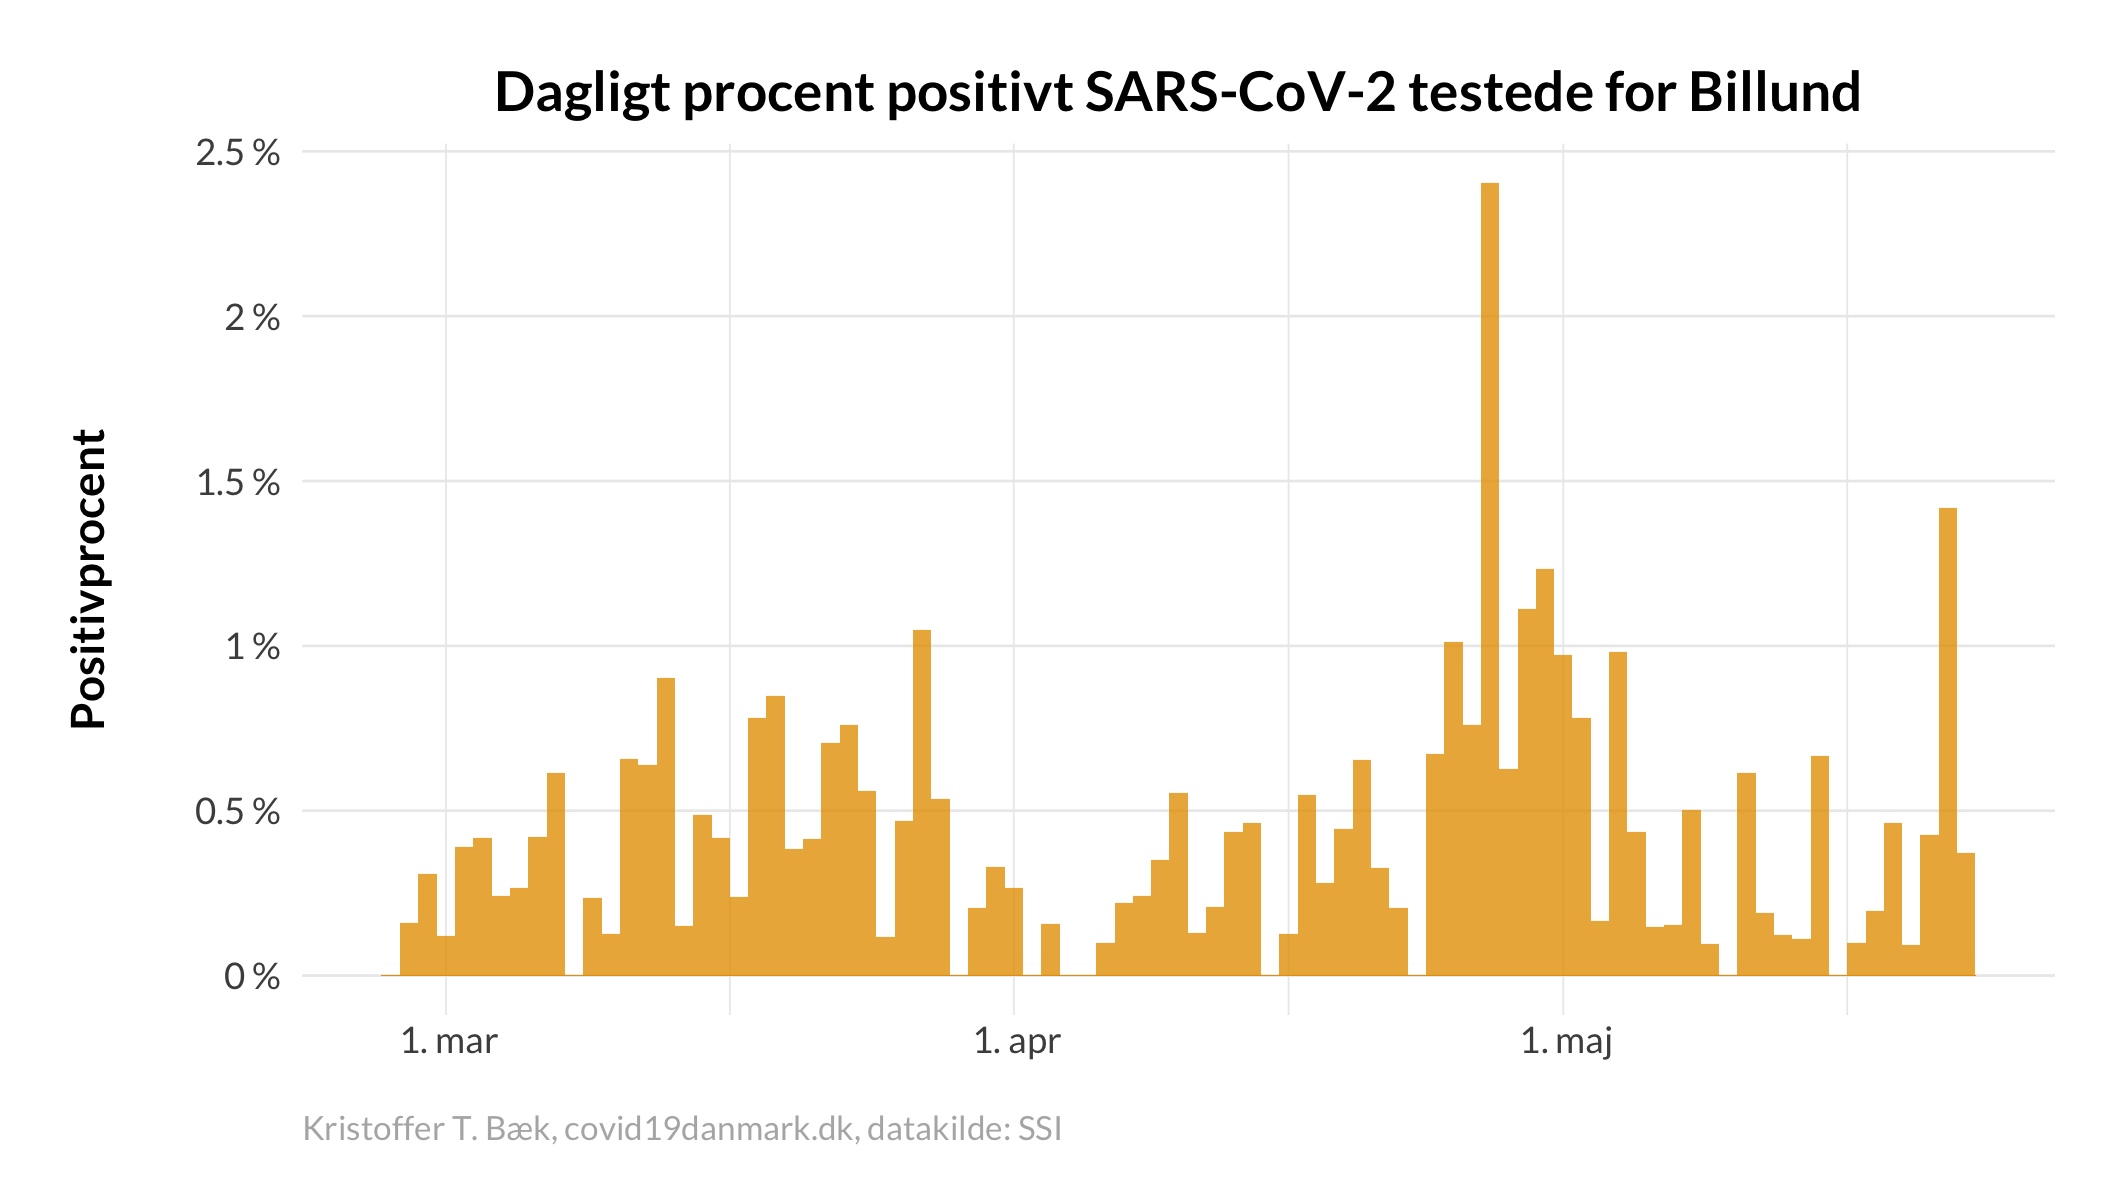 Dagligt procent positivt SARS-CoV-2 testede for Billund
Positivprocent
2.5 %
2 %
1.5 %
1 %
0.5 %
0 %
1. mar
1. apr
1. maj
Kristoffer T. Bæk, covid19danmark.dk, datakilde: SSI